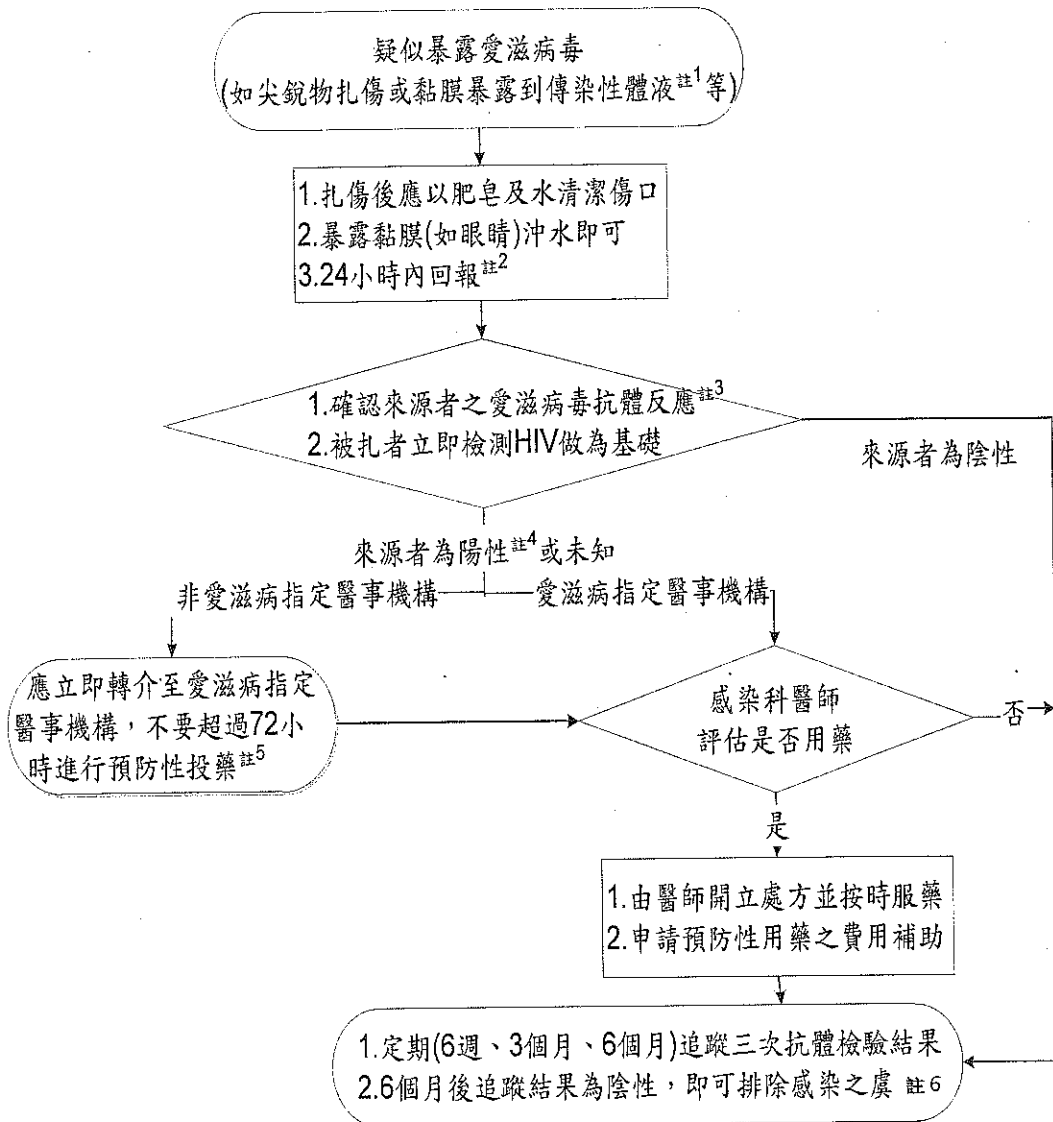 疑似暴露愛滋病毒
(如尖銳物扎傷或黏膜暴露到傳染性體液註1等)
1.扎傷後應以肥皂及水清潔傷口
2.暴露黏膜(如眼睛)沖水即可
3.24小時內回報註2
1.確認來源者之愛滋病毒抗體反應註3
2.被扎者立即檢測HIV做為基礎
來源者為陰性
來源者為陽性註4或未知
非愛滋病指定醫事機構
愛滋病指定醫事機構
應立即轉介至愛滋病指定
醫事機構，不要超過72小
時進行預防性投藥註5
感染科醫師
評估是否用藥
否
是
1.由醫師開立處方並按時服藥
2.申請預防性用藥之費用補助
1.定期(6週、3個月、6個月)追蹤三次抗體檢驗結果
2.6個月後追蹤結果為陰性，即可排除感染之虞 註6